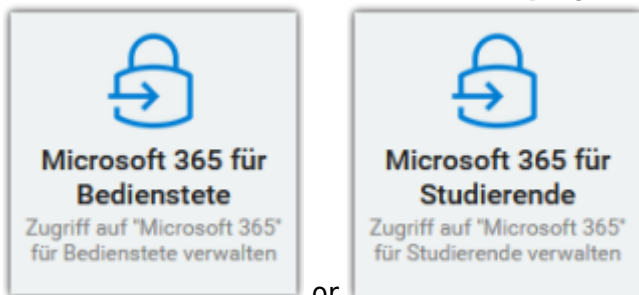 Microsoft 365 für
Bedienstete
Zugriff auf "Microsoft 365"
für Bedienstete verwalten
or
Microsoft 365 für
Studierende
Zugriff auf "Microsoft 365"
für Studierende verwalten